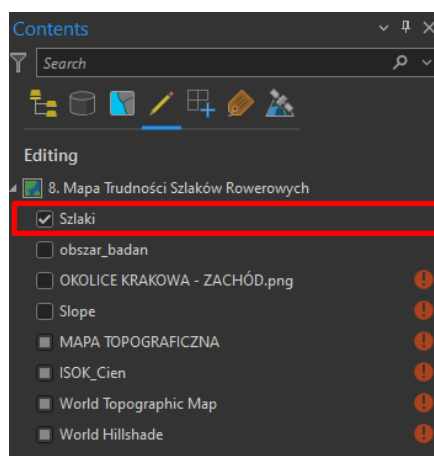 Contents
Search
Editing
8. Mapa Trudności Szlaków Rowerowych
Szlaki
obszar_badan
OKOLICE KRAKOWA - ZACHÓD.png
Slope
MAPA TOPOGRAFICZNA
ISOK_Cien
World Topographic Map
World Hillshade